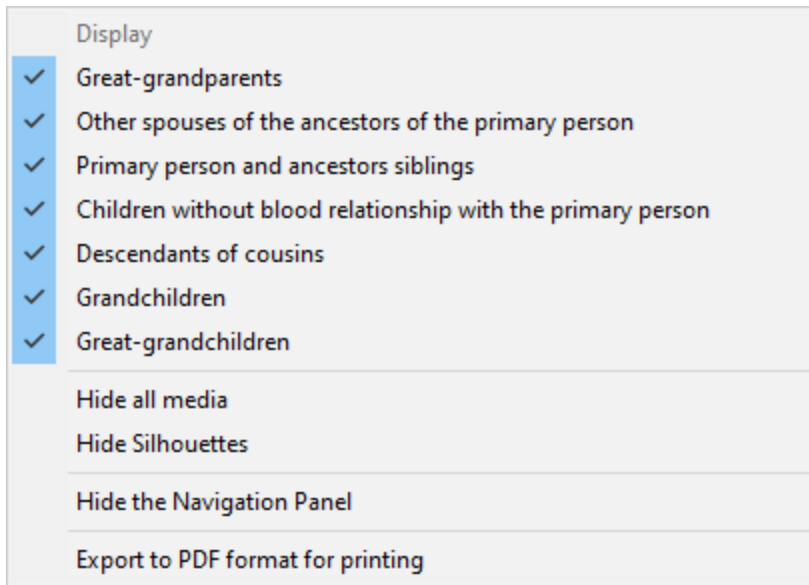 Display
Great-grandparents
Other spouses of the ancestors of the primary person
Primary person and ancestors siblings
Children without blood relationship with the primary person
Descendants of cousins
Grandchildren
Great-grandchildren
Hide all media
Hide Silhouettes
Hide the Navigation Panel
Export to PDF format for printing